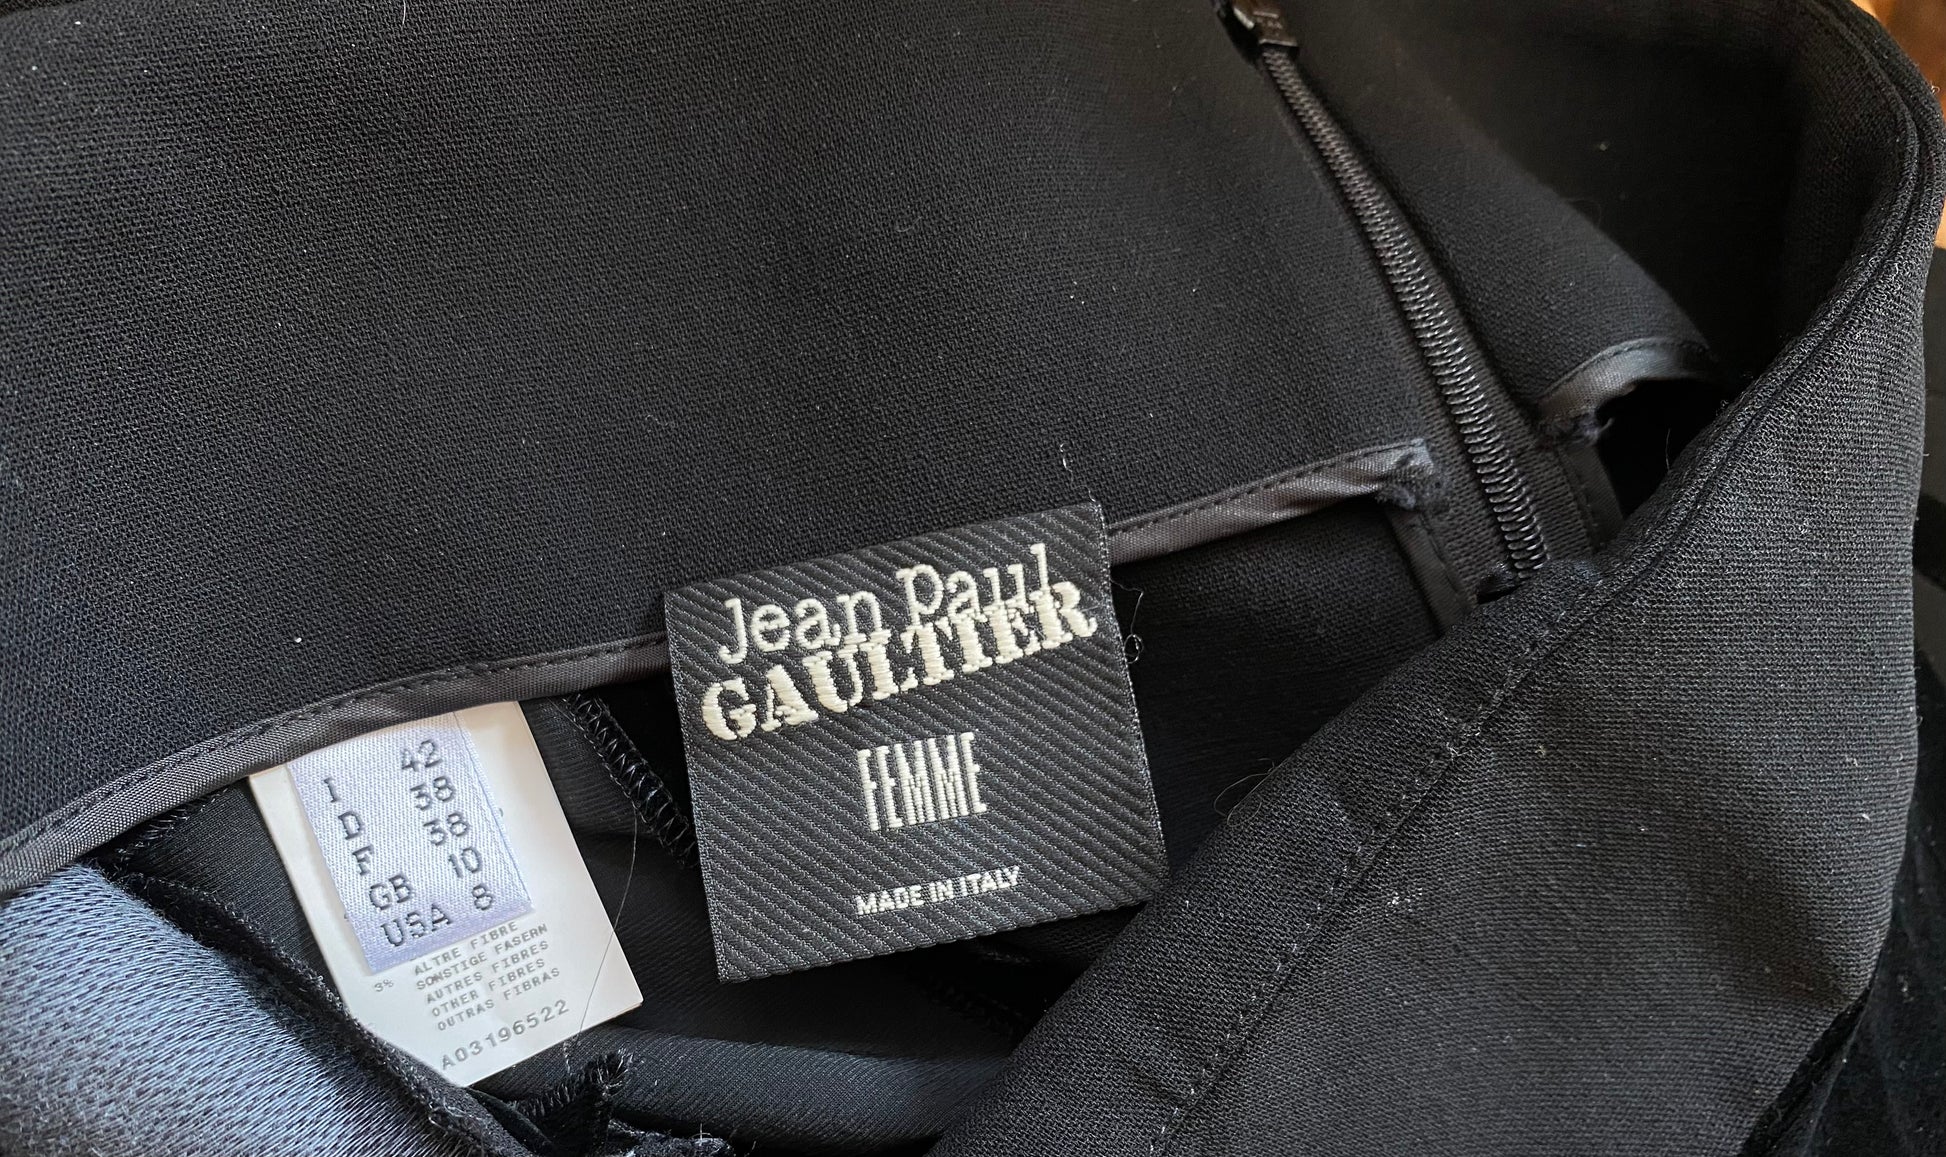 Jean Paul
GAULTIER
FEMME
MADE IN ITALY
I 42
A 38
F 38
GB 10
USA 8
ALTRE FIBRE
3% SONSTIGE FASERN
AUTRES FIBRES
OTHER FIBRES
OUTRAS FIBRAS
A03196522